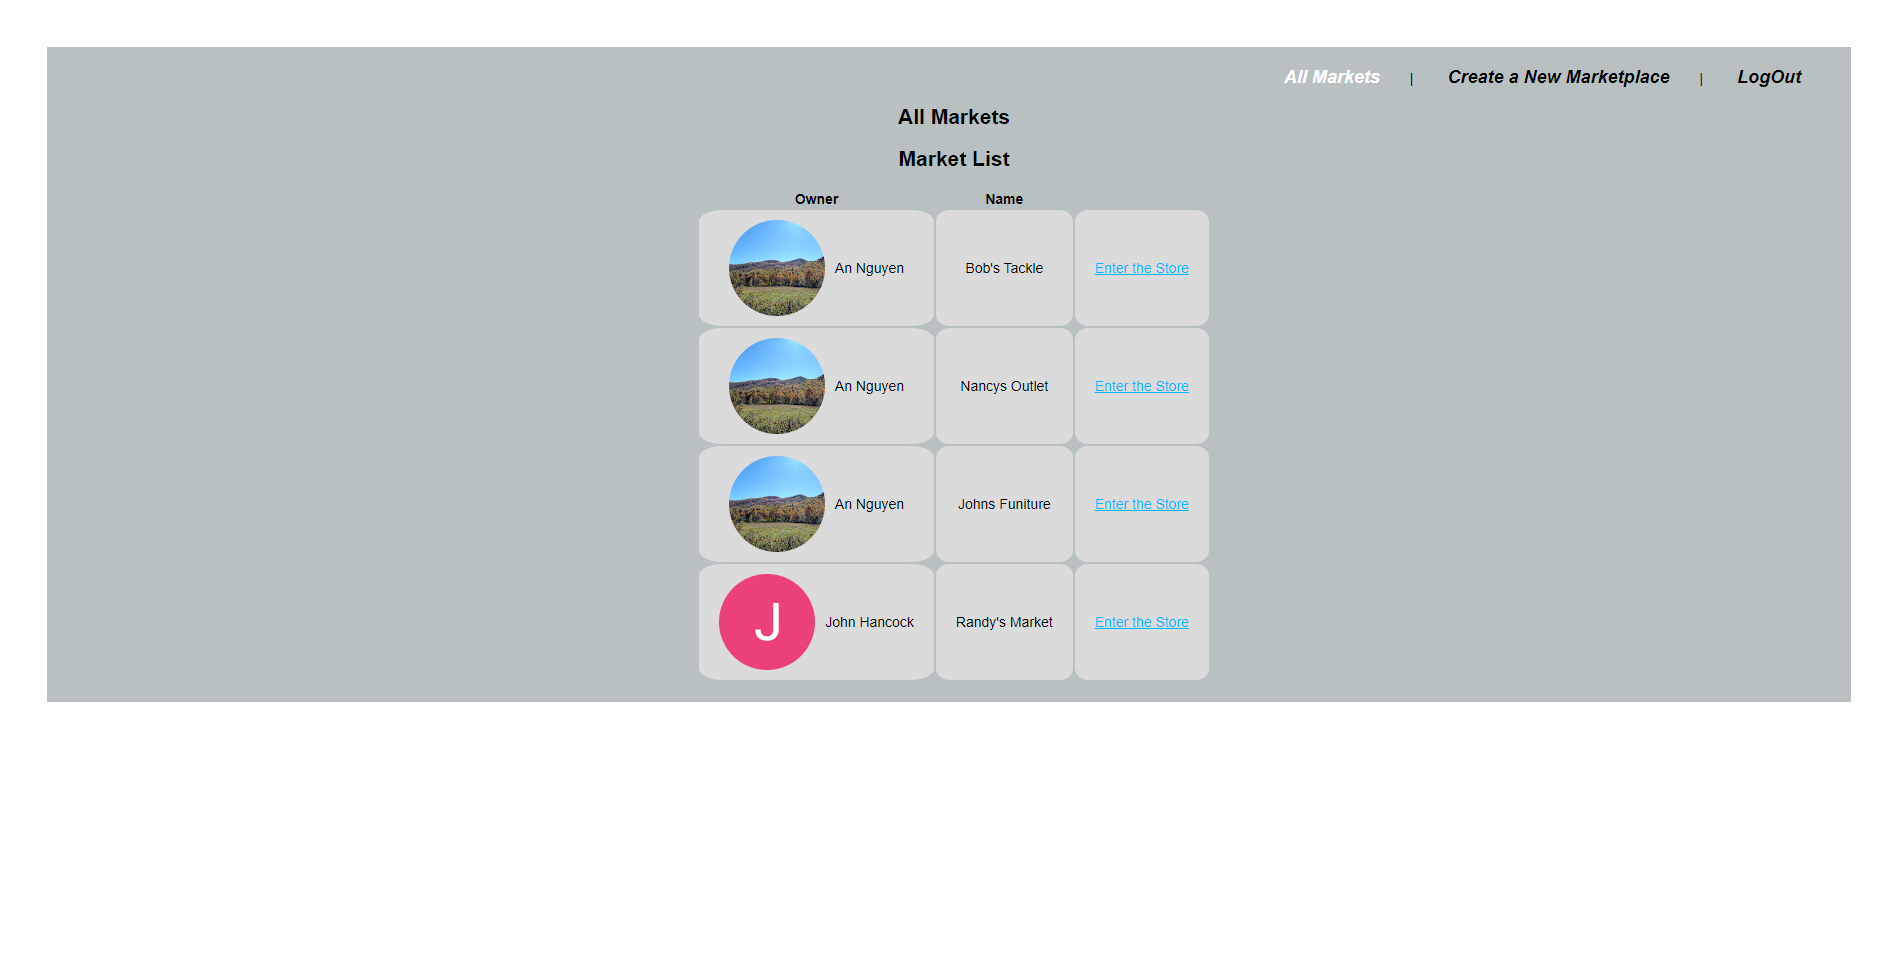 All Markets | Create a New Marketplace | LogOut
All Markets
Market List
Owner Name
An Nguyen Bob's Tackle Enter the Store
An Nguyen Nancys Outlet Enter the Store
An Nguyen Johns Funiture Enter the Store
J John Hancock Randy's Market Enter the Store